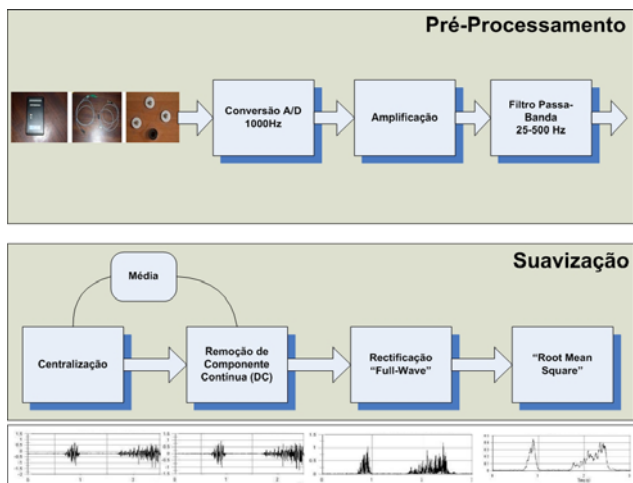 Pré-Processamento
Conversão A/D
1000Hz
Amplificação
Filtro Passa-
Banda
25-500 Hz
Suavização
Média
Centralização
Remoção de
Componente
Contínua (DC)
Rectificação
“Full-Wave”
“Root Mean
Square”